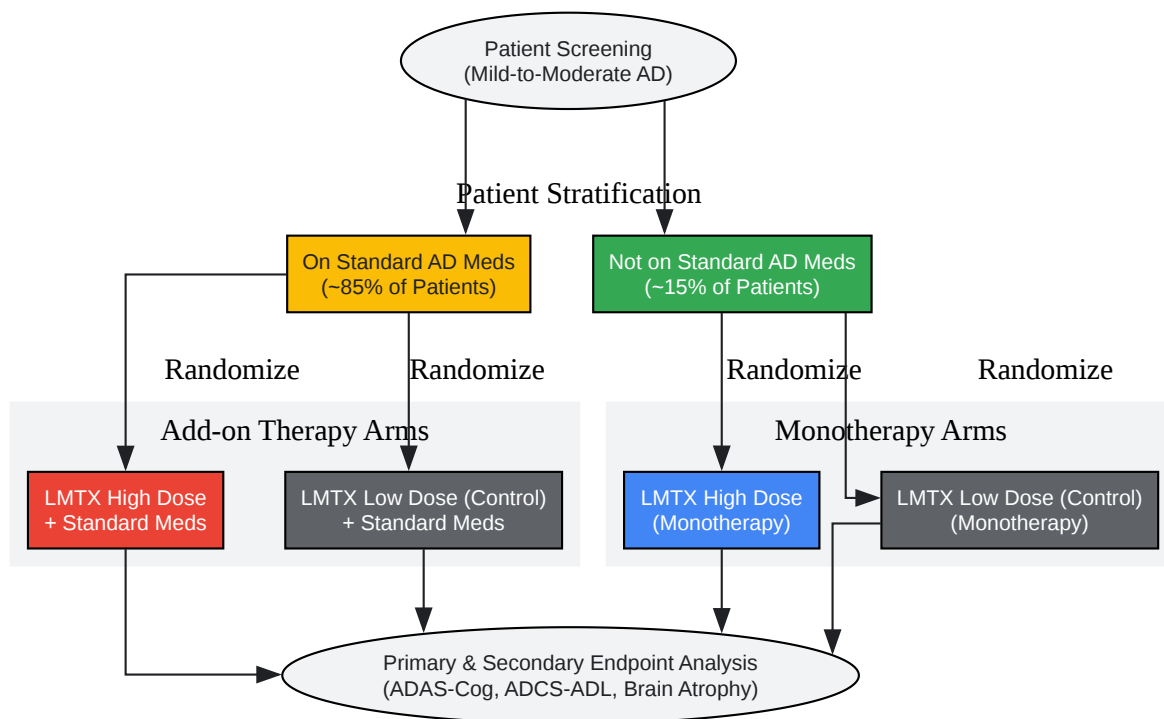 Patient Screening
(Mild-to-Moderate AD)
Patient Stratification
On Standard AD Meds
(~85% of Patients)
Not on Standard AD Meds
(~15% of Patients)
Randomize
Randomize
Randomize
Randomize
Add-on Therapy Arms
Monotherapy Arms
LMTX High Dose
+ Standard Meds
LMTX Low Dose (Control)
+ Standard Meds
LMTX High Dose
(Monotherapy)
LMTX Low Dose (Control)
(Monotherapy)
Primary & Secondary Endpoint Analysis
(ADAS-Cog, ADCS-ADL, Brain Atrophy)